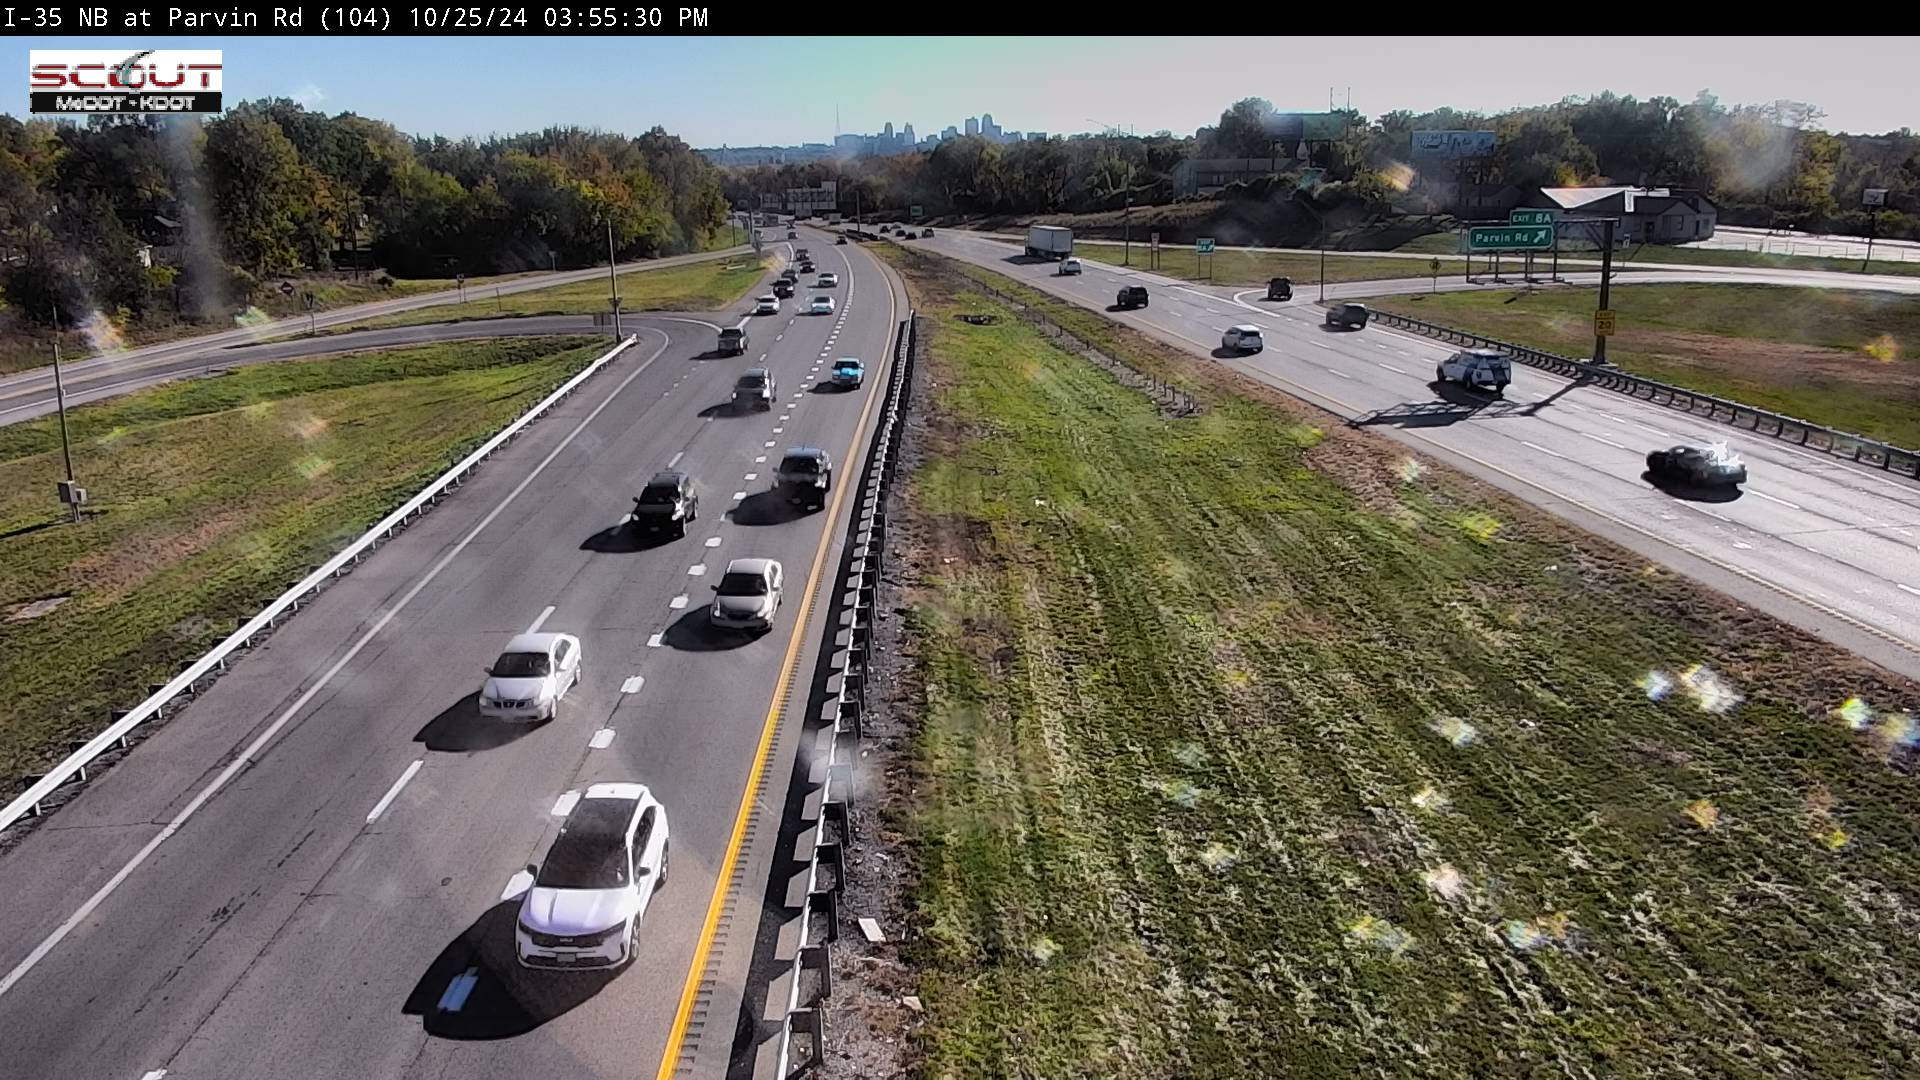 I-35 NB at Parvin Rd (104) 10/25/24 03:55:30 PM
SCOUT
MoDOT - KDOT
EXIT 8A
Parvin Rd
20